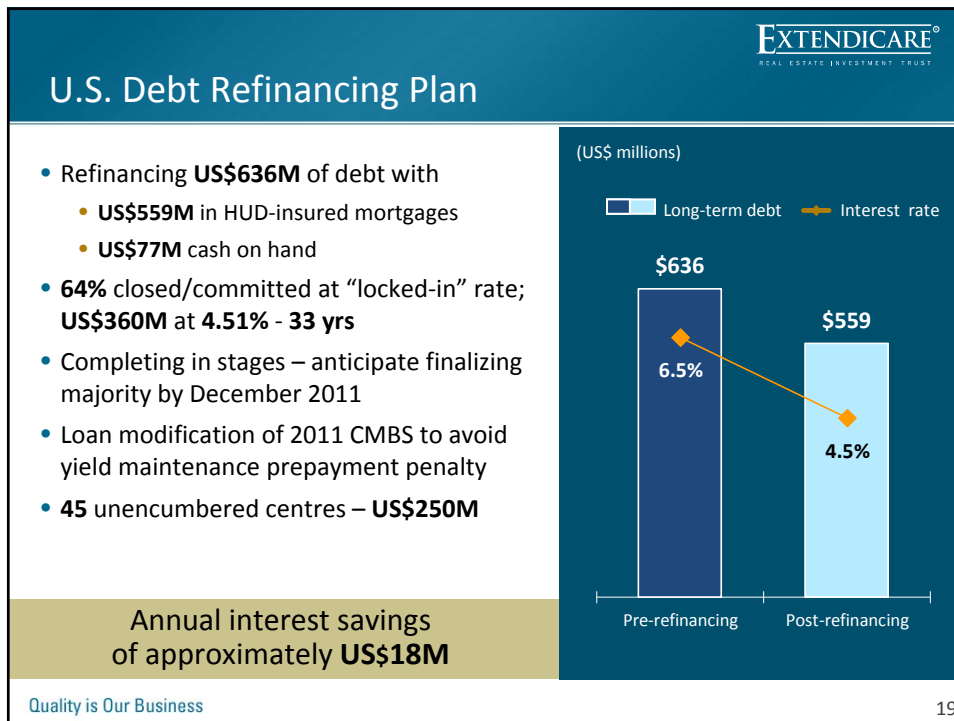 EXTENDICARE®
REAL ESTATE INVESTMENT TRUST
U.S. Debt Refinancing Plan
• Refinancing US$636M of debt with
• US$559M in HUD-insured mortgages
• US$77M cash on hand
• 64% closed/committed at “locked-in” rate;
US$360M at 4.51% - 33 yrs
• Completing in stages – anticipate finalizing
majority by December 2011
• Loan modification of 2011 CMBS to avoid
yield maintenance prepayment penalty
• 45 unencumbered centres – US$250M
Annual interest savings
of approximately US$18M
(US$ millions)
Long-term debt Interest rate
$636
$559
6.5%
4.5%
Pre-refinancing Post-refinancing
Quality is Our Business
19